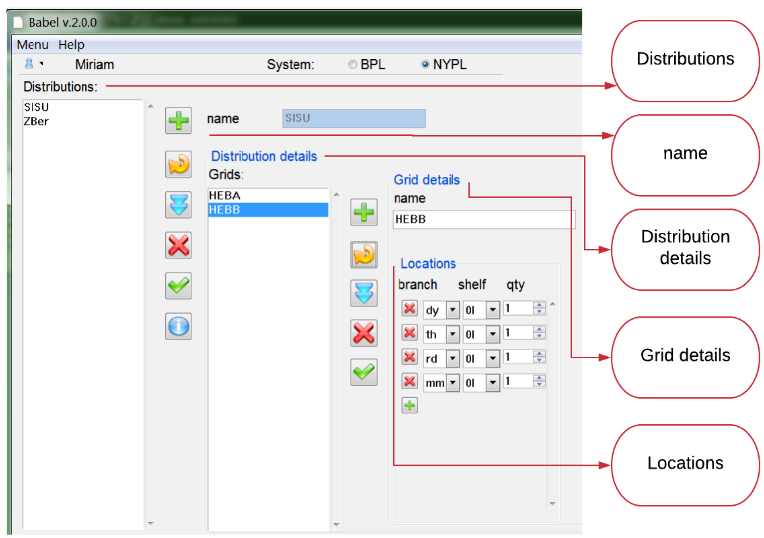 Babel v.2.0.0
Menu Help
Miriam System: BPL NYPL
Distributions:
SISU
ZBer
name SISU
Distribution details
Grids:
HEBA
HEBB
Grid details
name
HEBB
Locations
branch shelf qty
dy 0l 1
th 0l 1
rd 0l 1
mm 0l 1
Distributions
name
Distribution
details
Grid details
Locations